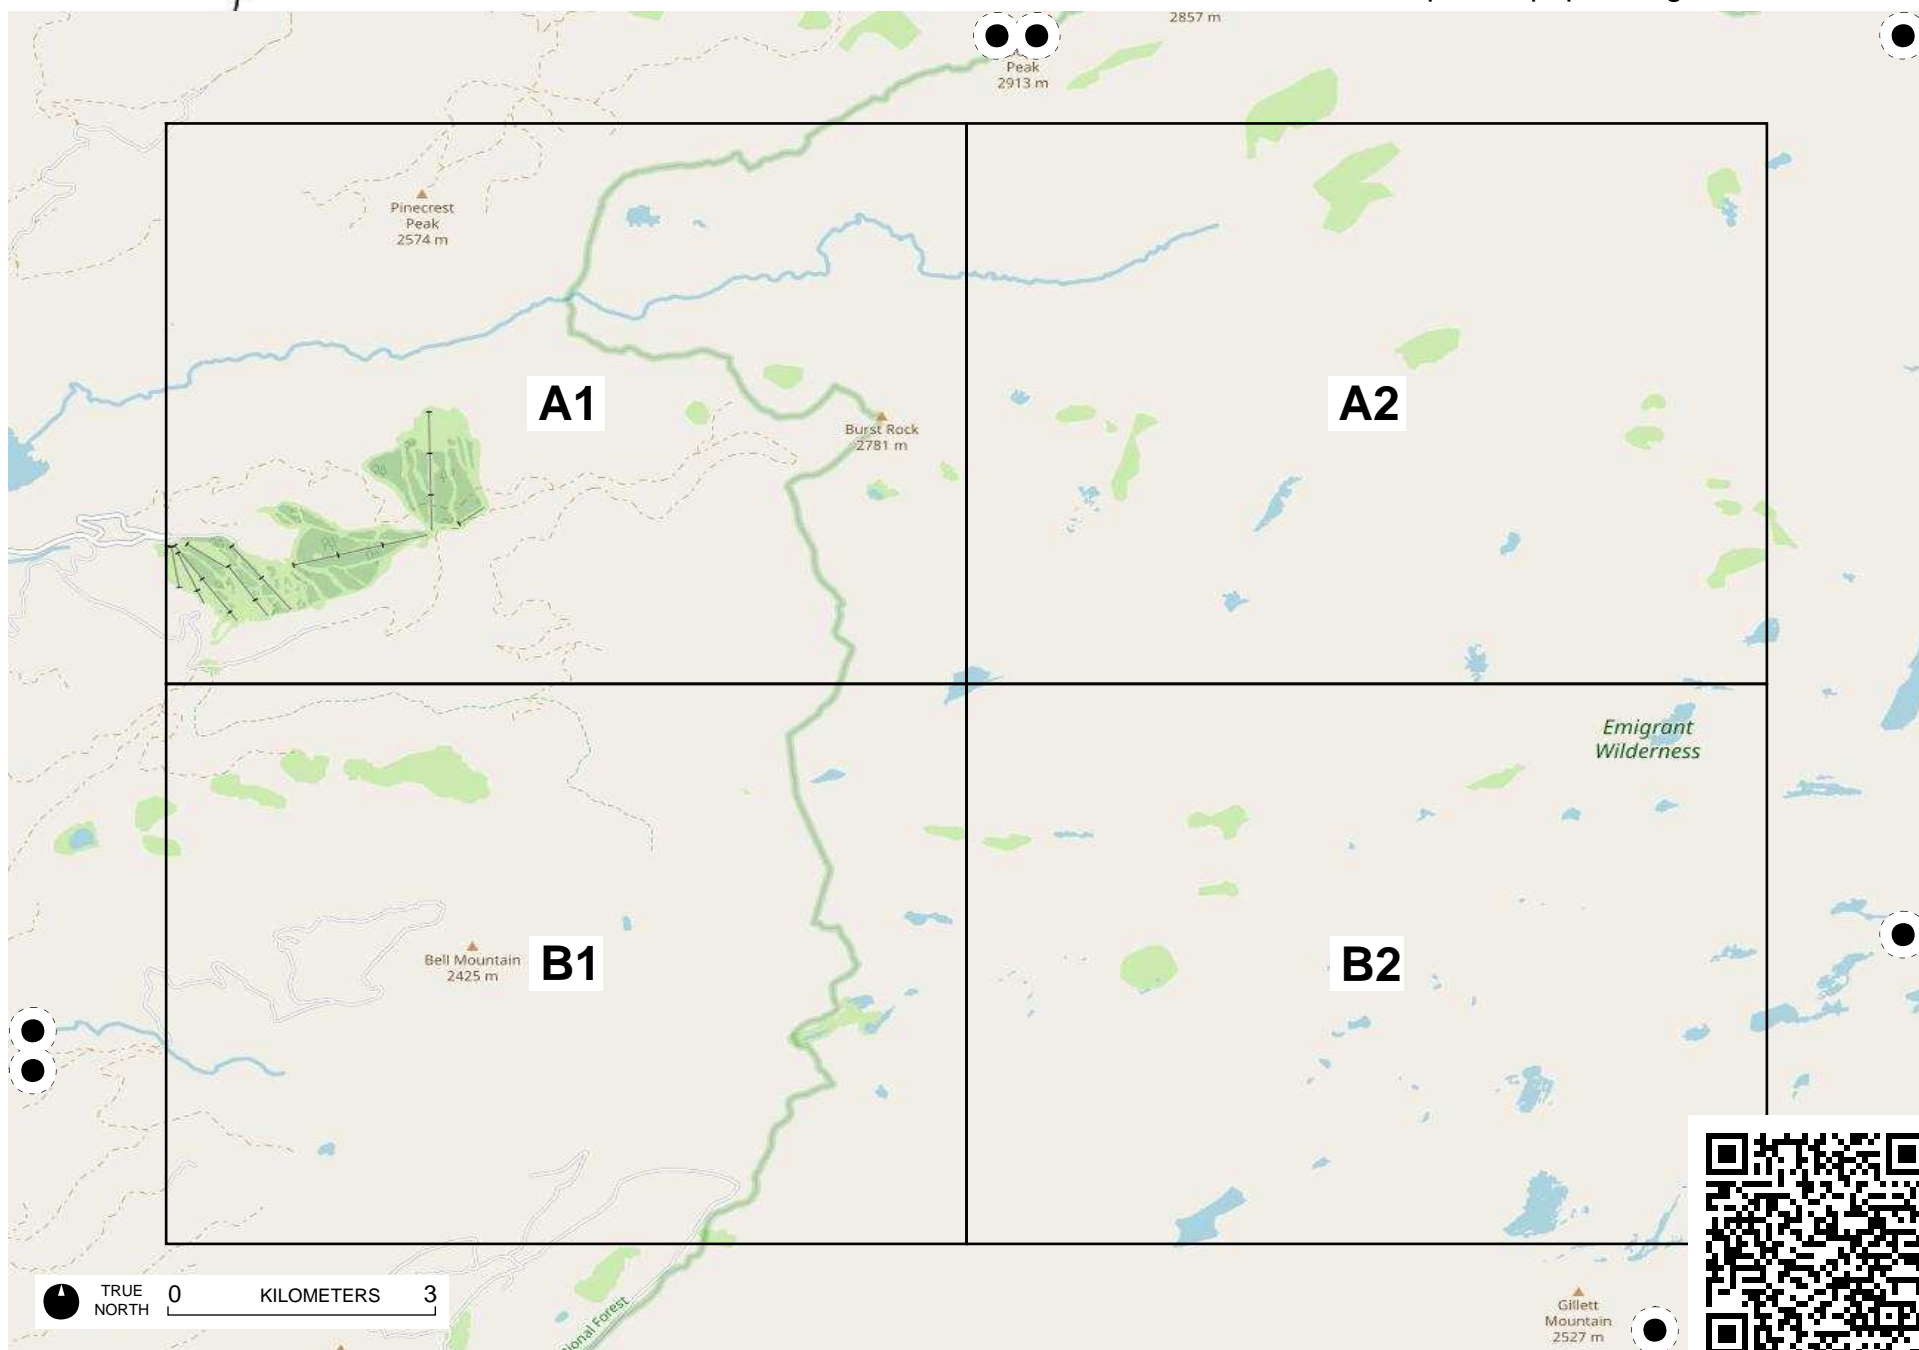 2857 m
Peak
2913 m
Pinecrest
Peak
2574 m
A1
A2
Burst Rock
2781 m
Emigrant
Wilderness
Bell Mountain
2425 m
B1
B2
TRUE
NORTH
0 KILOMETERS 3
Forest
Gillett
Mountain
2527 m